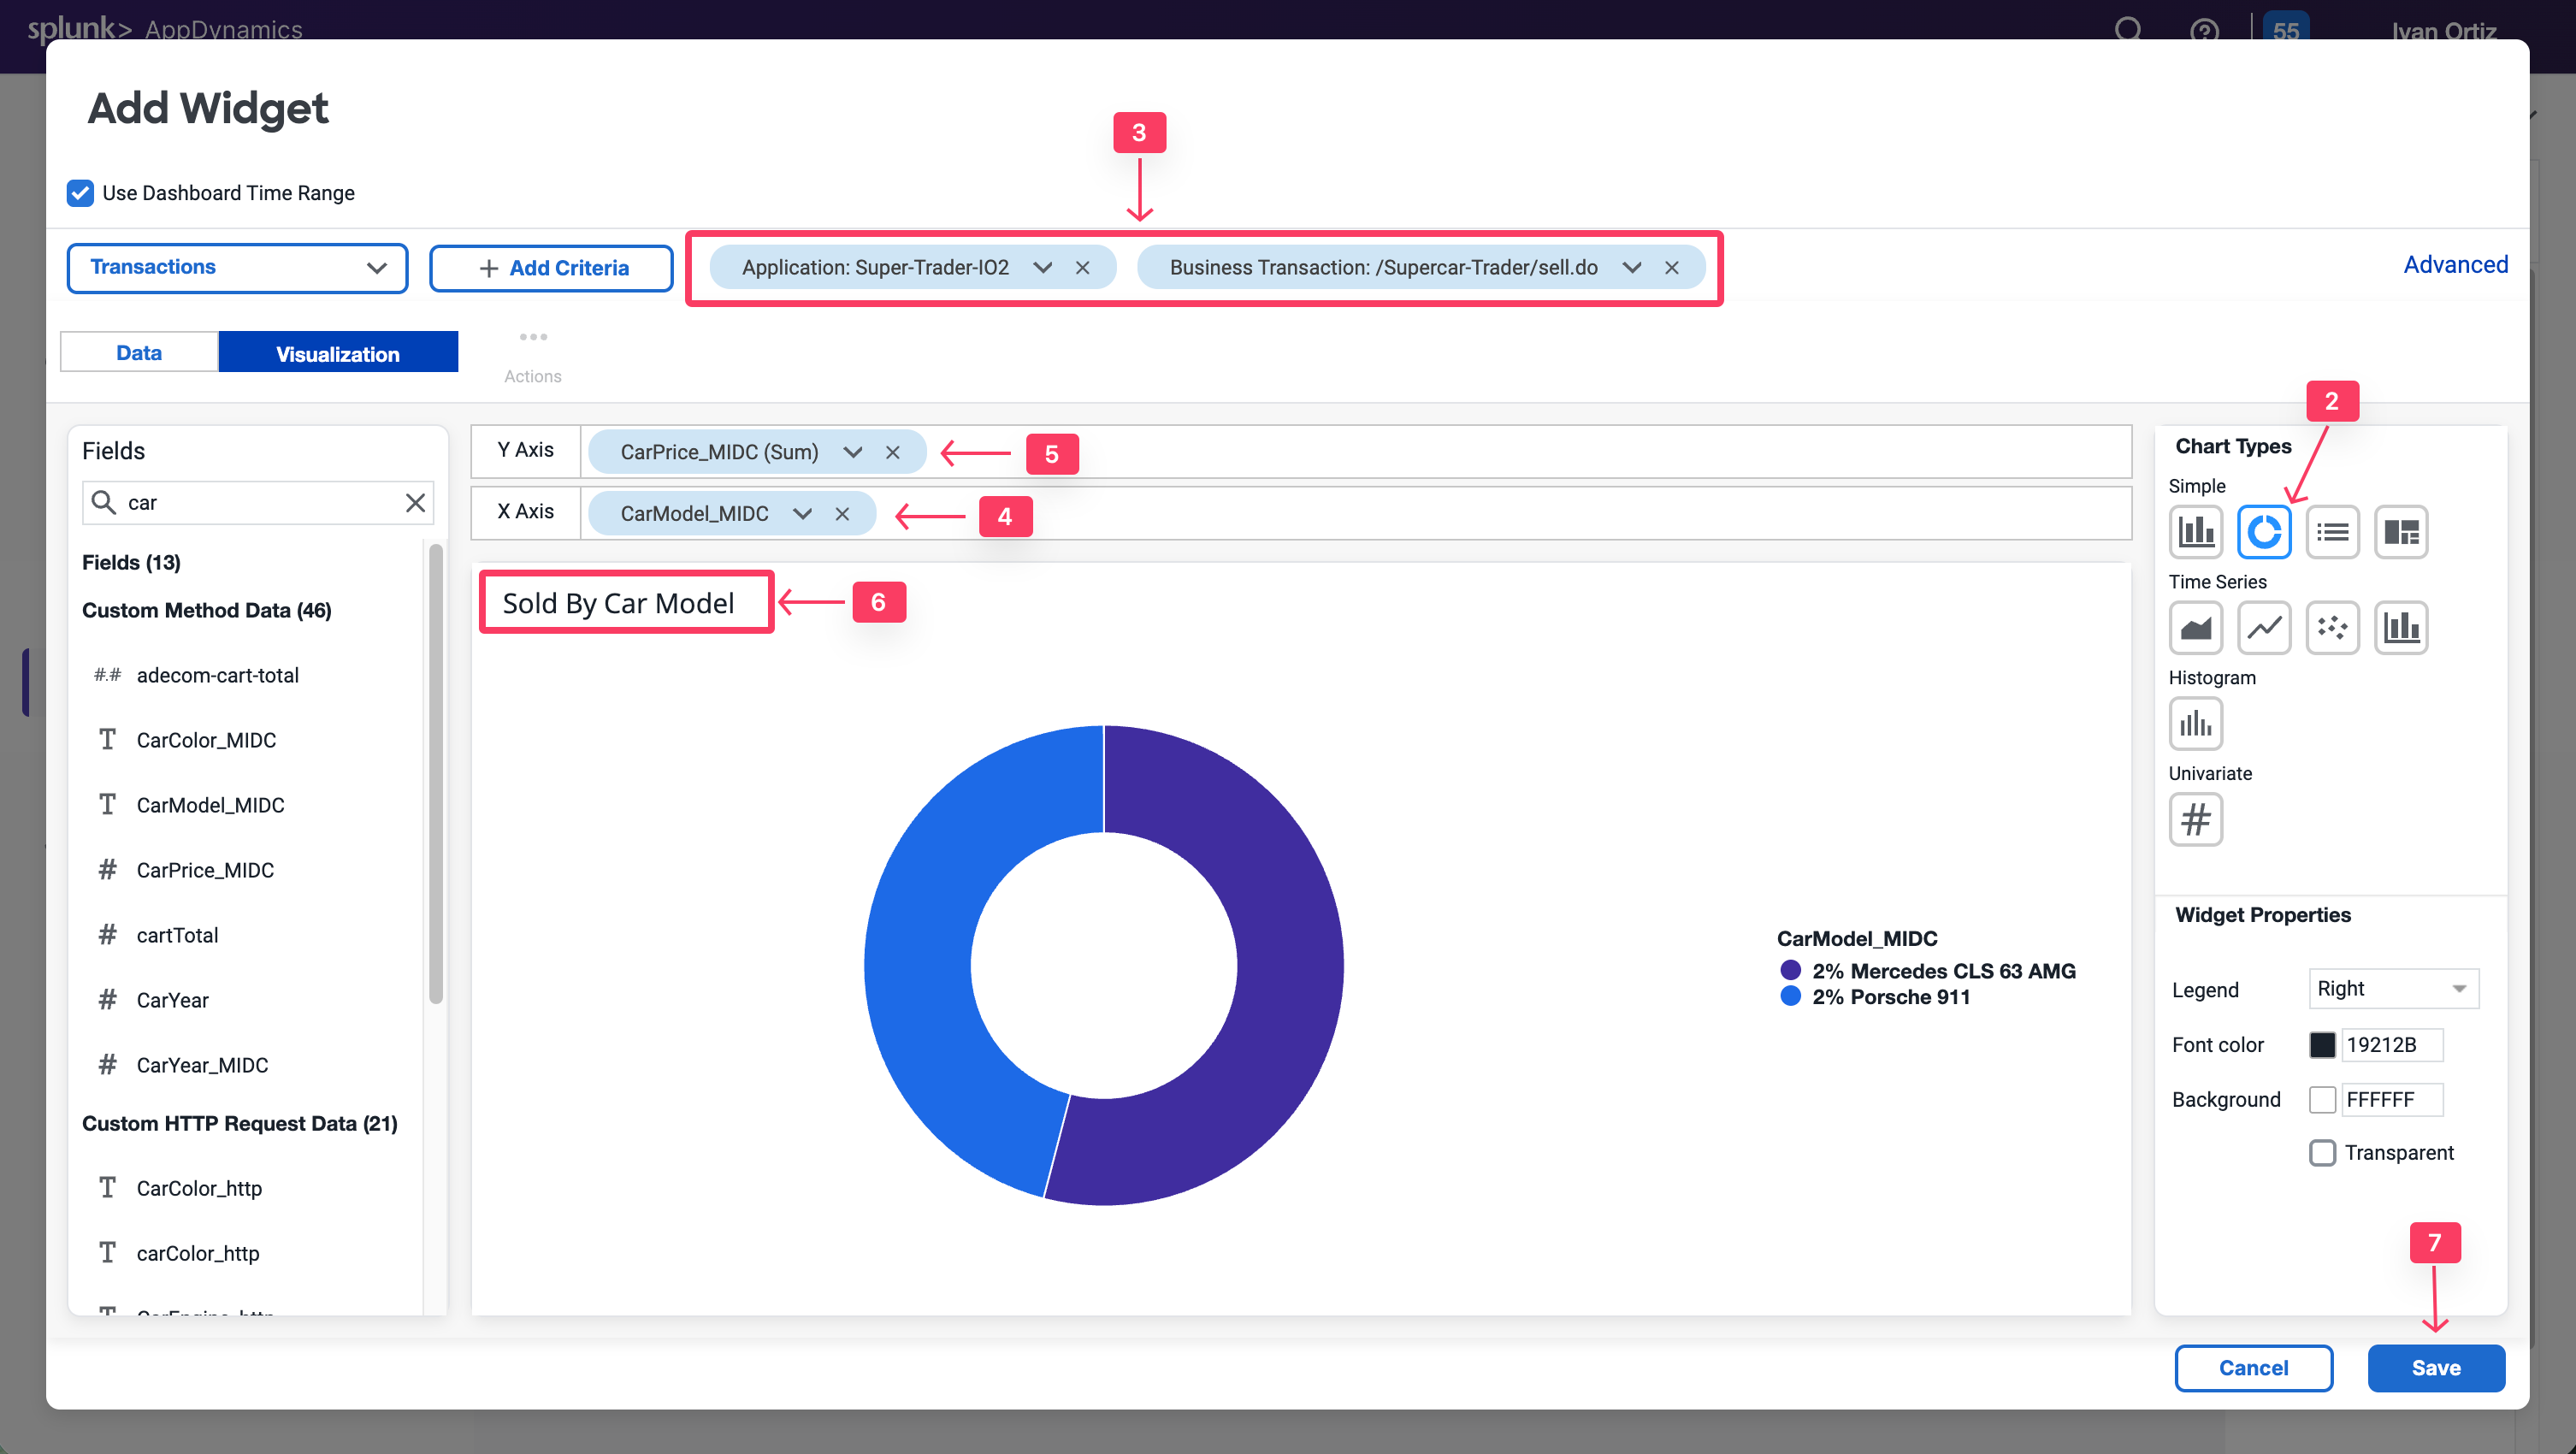 splunk> AppDynamics
55
Ivan Ortiz
Add Widget
3
Use Dashboard Time Range
Transactions
+ Add Criteria
Application: Super-Trader-IO2
Business Transaction: /Supercar-Trader/sell.do
Advanced
Data
Visualization
Actions
2
Fields
car
Fields (13)
Custom Method Data (46)
#.# adecom-cart-total
T CarColor_MIDC
T CarModel_MIDC
# CarPrice_MIDC
# cartTotal
# CarYear
# CarYear_MIDC
Custom HTTP Request Data (21)
T CarColor_http
T carColor_http
Y Axis
CarPrice_MIDC (Sum)
5
X Axis
CarModel_MIDC
4
Sold By Car Model
6
CarModel_MIDC
2% Mercedes CLS 63 AMG
2% Porsche 911
Chart Types
Simple
Time Series
Histogram
Univariate
#
Widget Properties
Legend
Right
Font color
19212B
Background
FFFFFF
Transparent
7
Cancel
Save